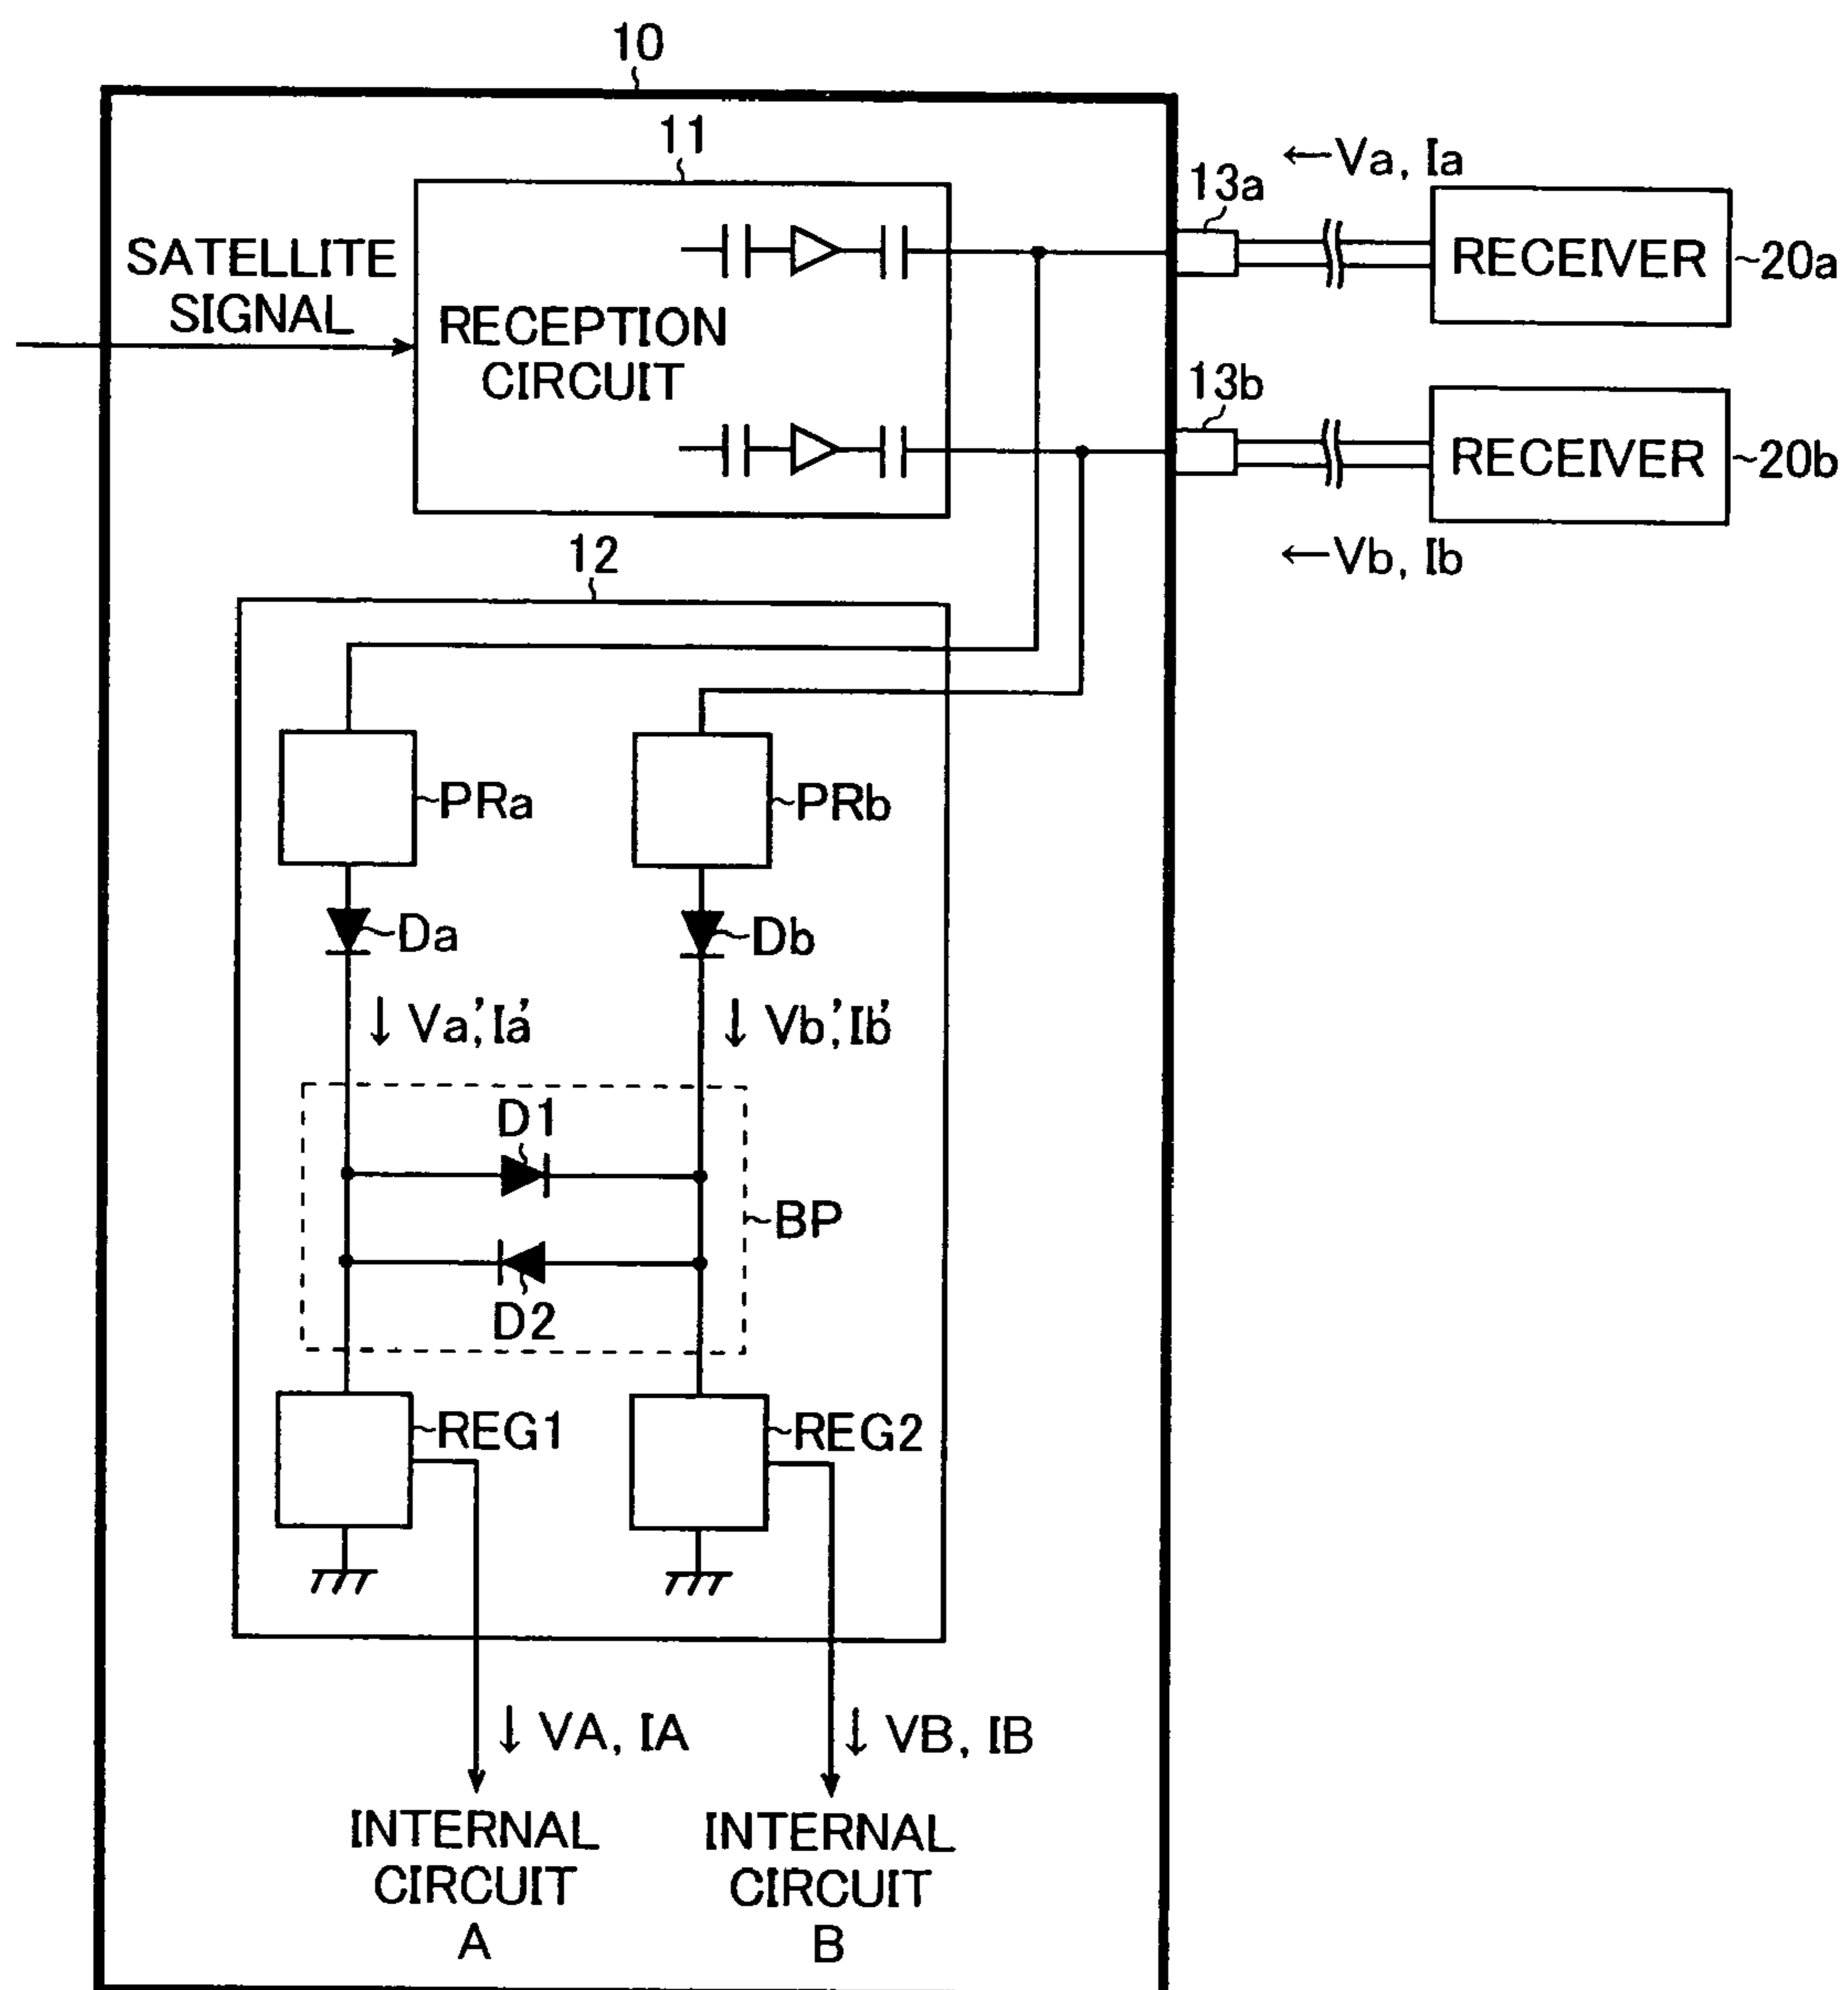 10
11
←Va, Ia
13a
SATELLITE
SIGNAL
RECEPTION
CIRCUIT
RECEIVER
20a
13b
RECEIVER
20b
←Vb, Ib
12
PRa
PRb
Da
Db
↓ Va',Ia'
↓ Vb',Ib'
D1
BP
D2
REG1
REG2
↓ VA, IA
↓ VB, IB
INTERNAL
CIRCUIT
A
INTERNAL
CIRCUIT
B